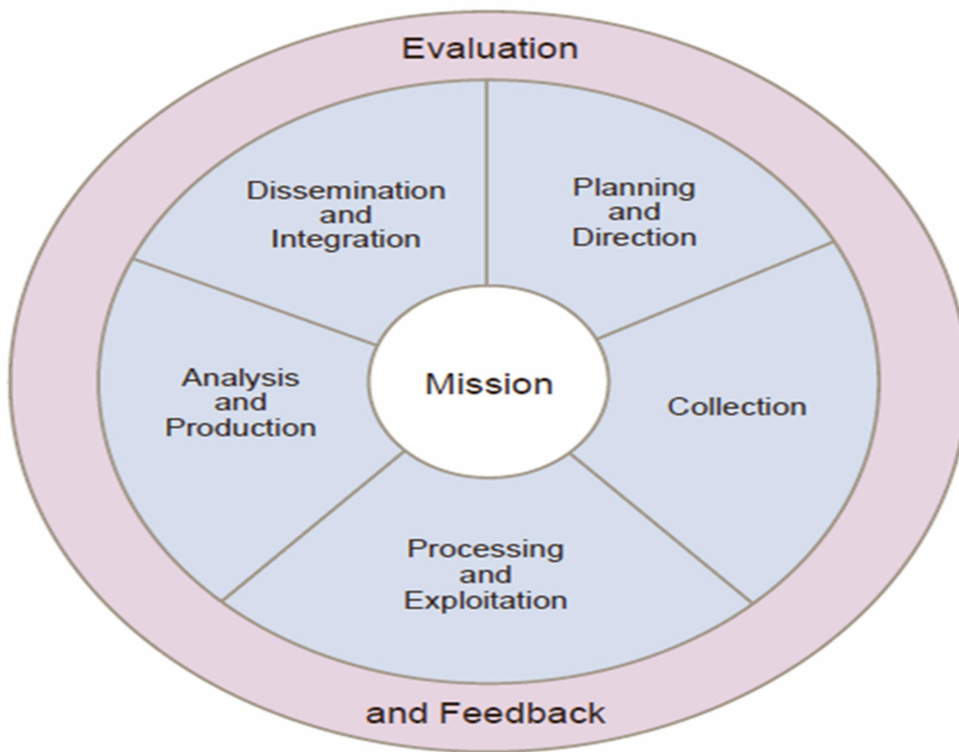 Evaluation
Dissemination
and
Integration
Planning
and
Direction
Analysis
and
Production
Mission
Collection
Processing
and
Exploitation
and Feedback